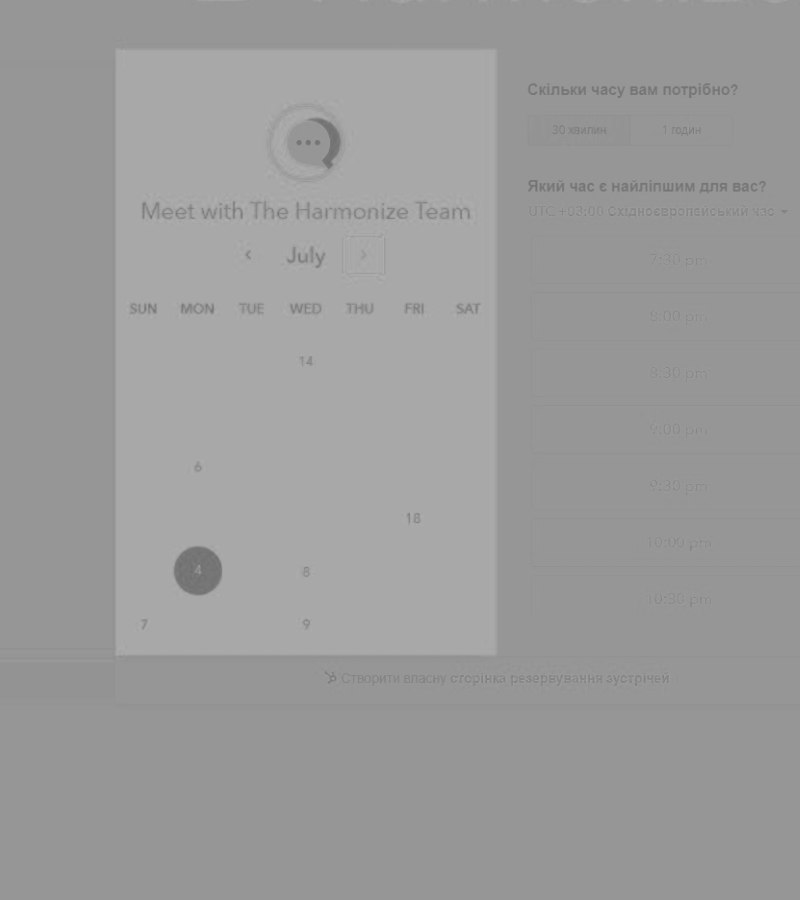 Meet with The Harmonize Team
July
SUN MON TUE WED THU FRI SAT
14
6
18
4 8
7 9
Скільки часу вам потрібно?
30 хвилин 1 годин
Який час є найліпшим для вас?
UTC +03:00 Східноєвропейський час
7:30 pm
8:00 pm
8:30 pm
9:00 pm
9:30 pm
10:00 pm
10:30 pm
Створити власну сторінка резервування зустрічей